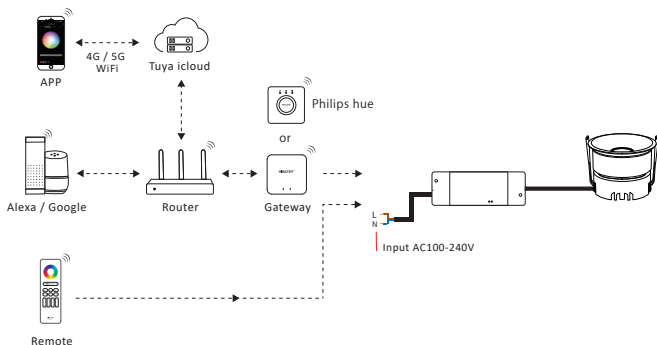 4G / 5G
WiFi
APP
Tuya icloud
Philips hue
or
Alexa / Google
Router
Gateway
L
N
Input AC100-240V
Remote